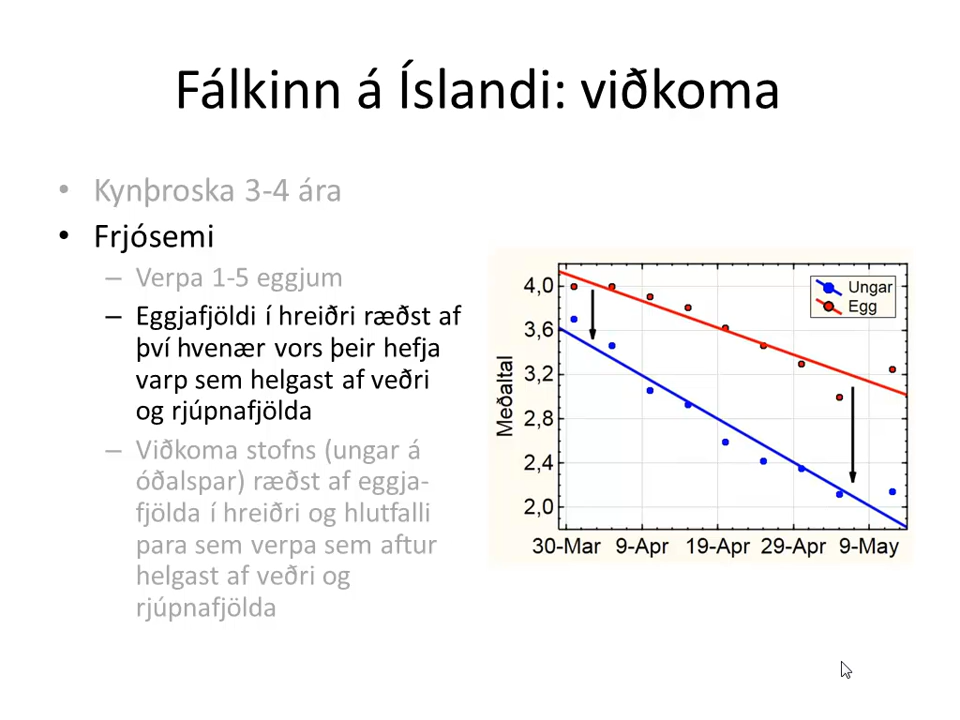 Fálkinn á Íslandi: viðkoma
• Kynþroska 3-4 ára
• Frjósemi
– Verpa 1-5 eggjum
– Eggjafjöldi í hreiðri ræðst af
því hvenær vors þeir hefja
varp sem helgast af veðri
og rjúpnafjölda
– Viðkoma stofns (ungar á
óðalspar) ræðst af eggja-
fjölda í hreiðri og hlutfalli
para sem verpa sem aftur
helgast af veðri og
rjúpnafjölda
Meðaltal
4,0
3,6
3,2
2,8
2,4
2,0
30-Mar 9-Apr 19-Apr 29-Apr 9-May
Ungar
Egg